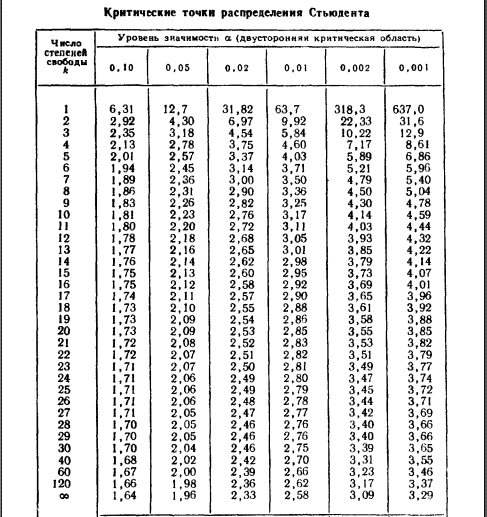 Критические точки распределения Стьюдента
Число степеней свободы k
Уровень значимости α (двусторонняя критическая область)
0,10 0,05 0,02 0,01 0,002 0,001
1 6,31 12,7 31,82 63,7 318,3 637,0
2 2,92 4,30 6,97 9,92 22,33 31,6
3 2,35 3,18 4,54 5,84 10,22 12,9
4 2,13 2,78 3,75 4,60 7,17 8,61
5 2,01 2,57 3,37 4,03 5,89 6,86
6 1,94 2,45 3,14 3,71 5,21 5,96
7 1,89 2,36 3,00 3,50 4,79 5,40
8 1,86 2,31 2,90 3,36 4,50 5,04
9 1,83 2,26 2,82 3,25 4,30 4,78
10 1,81 2,23 2,76 3,17 4,14 4,59
11 1,80 2,20 2,72 3,11 4,03 4,44
12 1,78 2,18 2,68 3,05 3,93 4,32
13 1,77 2,16 2,65 3,01 3,85 4,22
14 1,76 2,14 2,62 2,98 3,79 4,14
15 1,75 2,13 2,60 2,95 3,73 4,07
16 1,75 2,12 2,58 2,92 3,69 4,01
17 1,74 2,11 2,57 2,90 3,65 3,96
18 1,73 2,10 2,55 2,88 3,61 3,92
19 1,73 2,09 2,54 2,86 3,58 3,88
20 1,73 2,09 2,53 2,85 3,55 3,85
21 1,72 2,08 2,52 2,83 3,53 3,82
22 1,72 2,07 2,51 2,82 3,51 3,79
23 1,71 2,07 2,50 2,81 3,49 3,77
24 1,71 2,06 2,49 2,80 3,47 3,74
25 1,71 2,06 2,49 2,79 3,45 3,72
26 1,71 2,06 2,48 2,78 3,44 3,71
27 1,71 2,05 2,47 2,77 3,42 3,69
28 1,70 2,05 2,46 2,76 3,40 3,66
29 1,70 2,05 2,46 2,76 3,40 3,66
30 1,70 2,04 2,46 2,75 3,39 3,65
40 1,68 2,02 2,42 2,70 3,31 3,55
60 1,67 2,00 2,39 2,66 3,23 3,46
120 1,66 1,98 2,36 2,62 3,17 3,37
∞ 1,64 1,96 2,33 2,58 3,09 3,29